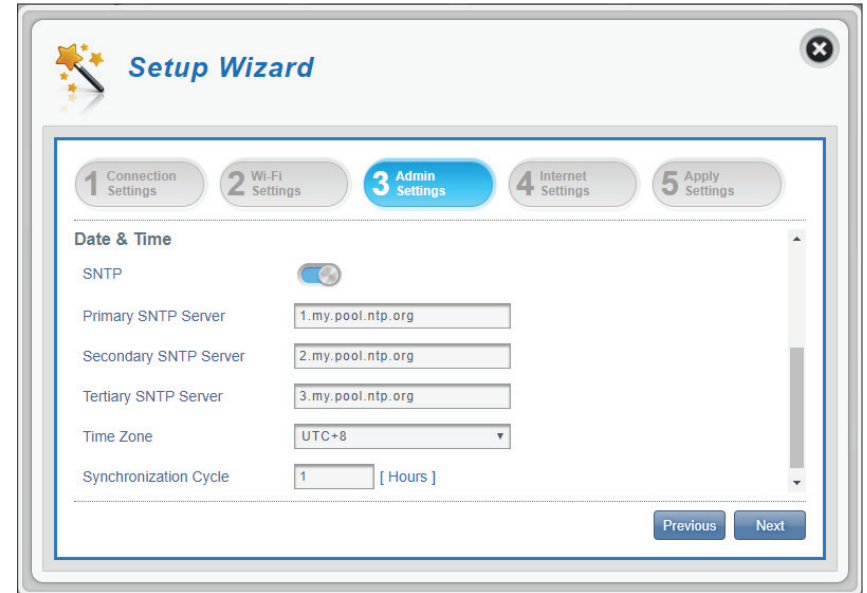 Setup Wizard
1 Connection Settings
2 Wi-Fi Settings
3 Admin Settings
4 Internet Settings
5 Apply Settings
Date & Time
SNTP
Primary SNTP Server 1.my.pool.ntp.org
Secondary SNTP Server 2.my.pool.ntp.org
Tertiary SNTP Server 3.my.pool.ntp.org
Time Zone UTC+8
Synchronization Cycle 1 [ Hours ]
Previous Next